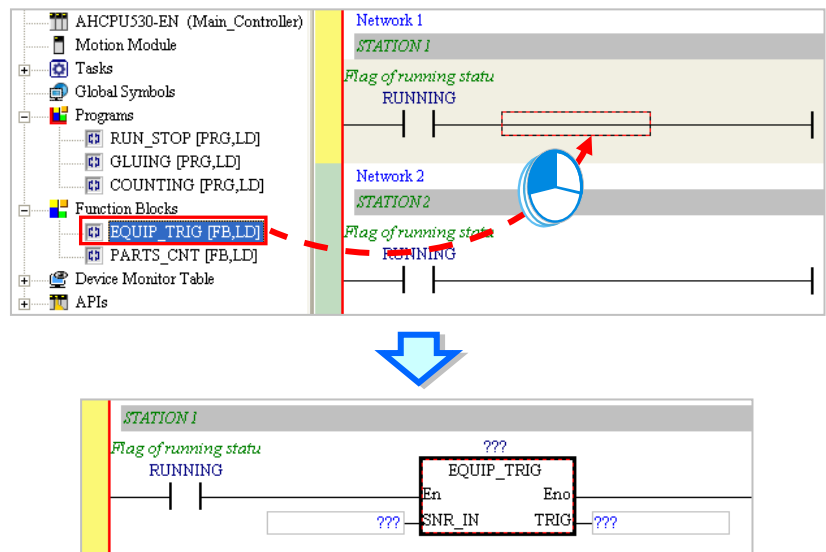 AHCPU530-EN (Main_Controller)
Motion Module
Tasks
Global Symbols
Programs
RUN_STOP [PRG,LD]
GLUING [PRG,LD]
COUNTING [PRG,LD]
Function Blocks
EQUIP_TRIG [FB,LD]
PARTS_CNT [FB,LD]
Device Monitor Table
APIs
Network 1
STATION 1
Flag of running statu
RUNNING
Network 2
STATION 2
Flag of running statu
RUNNING
STATION 1
Flag of running statu
RUNNING
???
EQUIP_TRIG
En Eno
??? SNR_IN TRIG ???